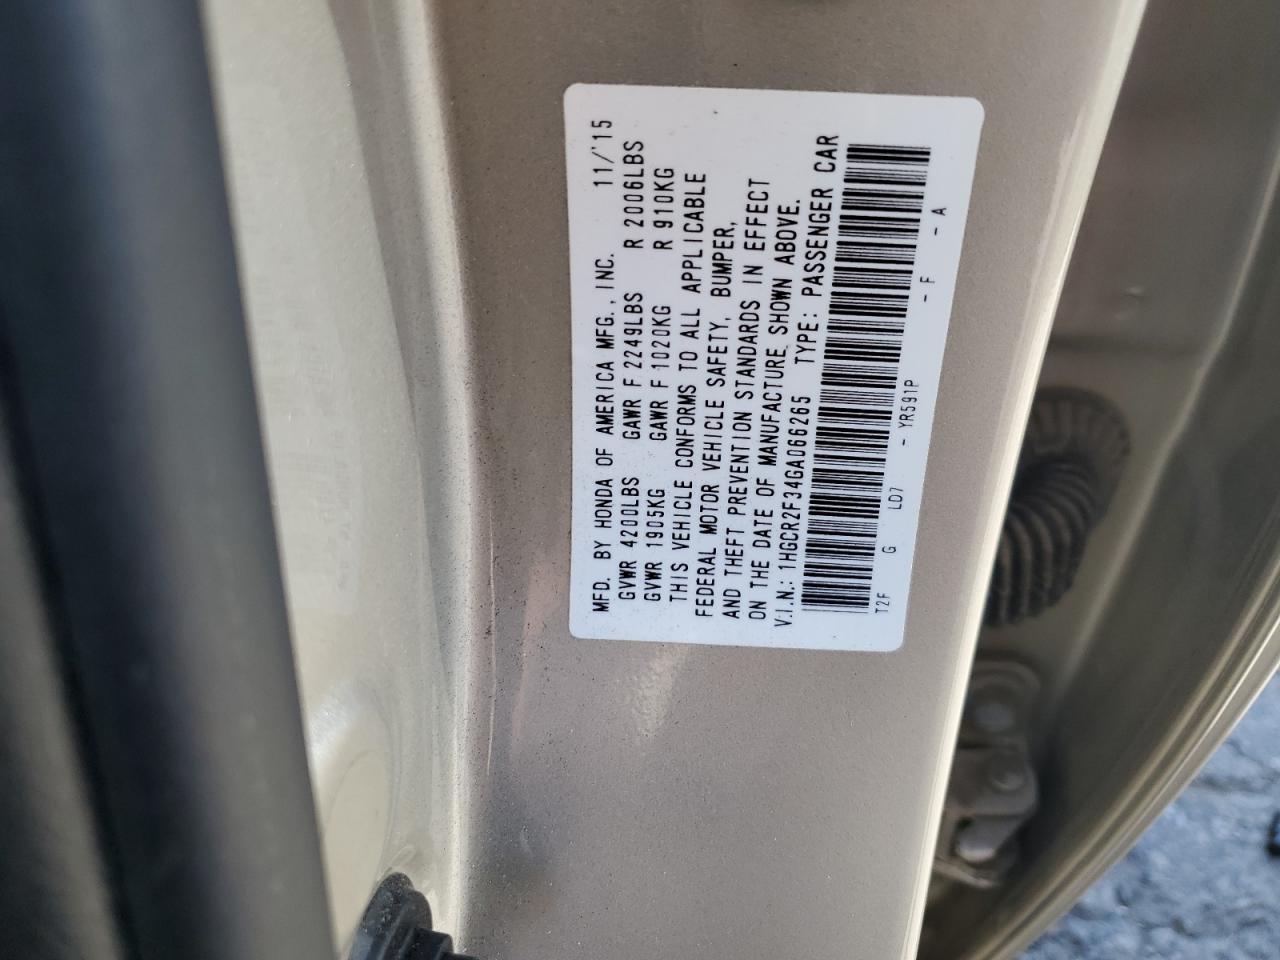 MFD. BY HONDA OF AMERICA MFG., INC. 11/'15
GVWR 4200LBS GAWR F 2249LBS R 2006LBS
GVWR 1905KG GAWR F 1020KG R 910KG
THIS VEHICLE CONFORMS TO ALL APPLICABLE
FEDERAL MOTOR VEHICLE SAFETY, BUMPER,
AND THEFT PREVENTION STANDARDS IN EFFECT
ON THE DATE OF MANUFACTURE SHOWN ABOVE.
V.I.N.: 1HGCR2F34GA066265 TYPE: PASSENGER CAR
T2F G LD7 - YR591P - F - A